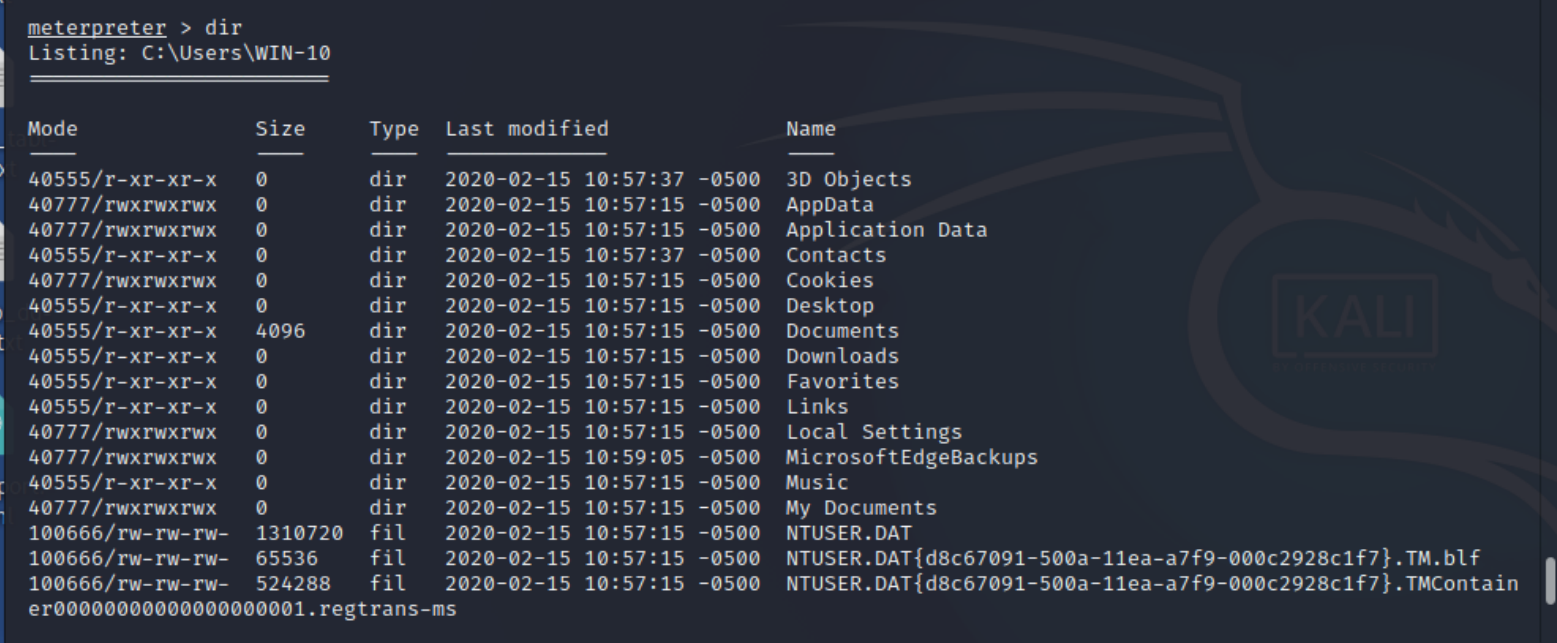 meterpreter > dir
Listing: C:\Users\WIN-10
Mode Size Type Last modified Name
40555/r-xr-xr-x 0 dir 2020-02-15 10:57:37 -0500 3D Objects
40777/rwxrwxrwx 0 dir 2020-02-15 10:57:15 -0500 AppData
40777/rwxrwxrwx 0 dir 2020-02-15 10:57:15 -0500 Application Data
40555/r-xr-xr-x 0 dir 2020-02-15 10:57:37 -0500 Contacts
40777/rwxrwxrwx 0 dir 2020-02-15 10:57:15 -0500 Cookies
40555/r-xr-xr-x 0 dir 2020-02-15 10:57:15 -0500 Desktop
40555/r-xr-xr-x 4096 dir 2020-02-15 10:57:15 -0500 Documents
40555/r-xr-xr-x 0 dir 2020-02-15 10:57:15 -0500 Downloads
40555/r-xr-xr-x 0 dir 2020-02-15 10:57:15 -0500 Favorites
40555/r-xr-xr-x 0 dir 2020-02-15 10:57:15 -0500 Links
40777/rwxrwxrwx 0 dir 2020-02-15 10:57:15 -0500 Local Settings
40777/rwxrwxrwx 0 dir 2020-02-15 10:59:05 -0500 MicrosoftEdgeBackups
40555/r-xr-xr-x 0 dir 2020-02-15 10:57:15 -0500 Music
40777/rwxrwxrwx 0 dir 2020-02-15 10:57:15 -0500 My Documents
100666/rw-rw-rw- 1310720 fil 2020-02-15 10:57:15 -0500 NTUSER.DAT
100666/rw-rw-rw- 65536 fil 2020-02-15 10:57:15 -0500 NTUSER.DAT{d8c67091-500a-11ea-a7f9-000c2928c1f7}.TM.blf
100666/rw-rw-rw- 524288 fil 2020-02-15 10:57:15 -0500 NTUSER.DAT{d8c67091-500a-11ea-a7f9-000c2928c1f7}.TMContain
er00000000000000000001.regtrans-ms
KALI